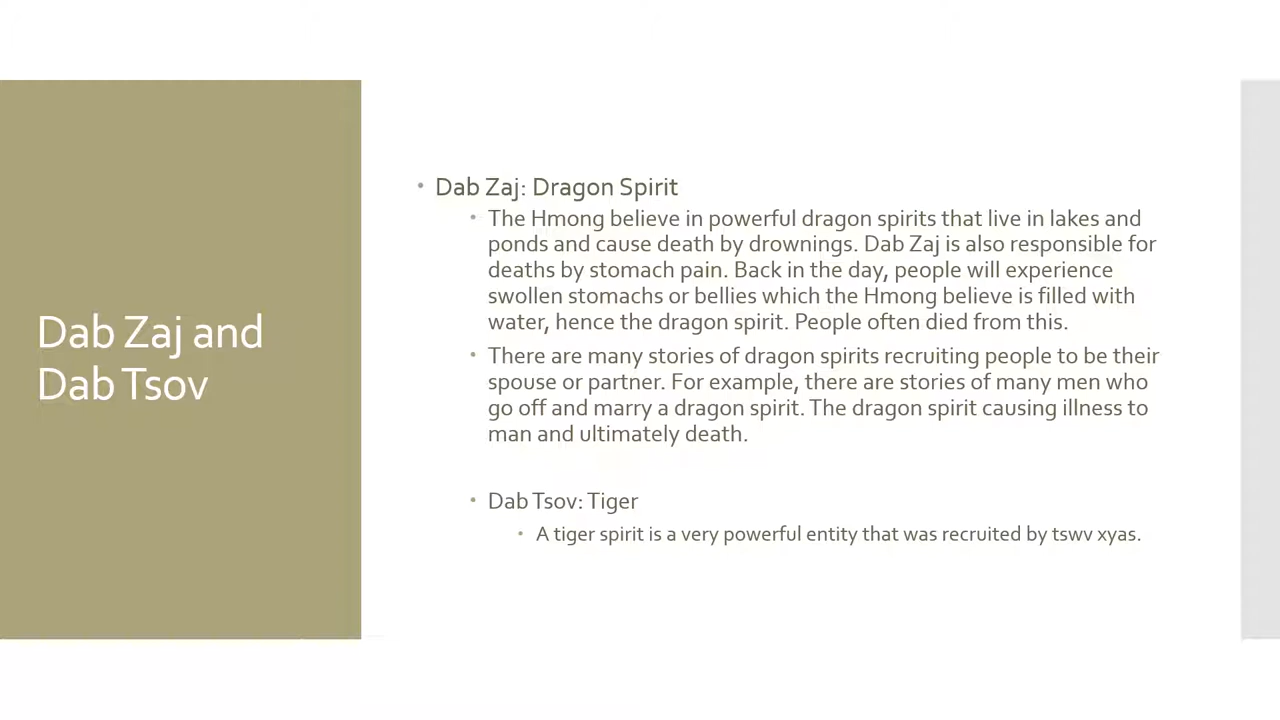 Dab Zaj and
Dab Tsov
• Dab Zaj: Dragon Spirit
• The Hmong believe in powerful dragon spirits that live in lakes and
ponds and cause death by drownings. Dab Zaj is also responsible for
deaths by stomach pain. Back in the day, people will experience
swollen stomachs or bellies which the Hmong believe is filled with
water, hence the dragon spirit. People often died from this.
• There are many stories of dragon spirits recruiting people to be their
spouse or partner. For example, there are stories of many men who
go off and marry a dragon spirit. The dragon spirit causing illness to
man and ultimately death.
• Dab Tsov: Tiger
• A tiger spirit is a very powerful entity that was recruited by tswv xyas.